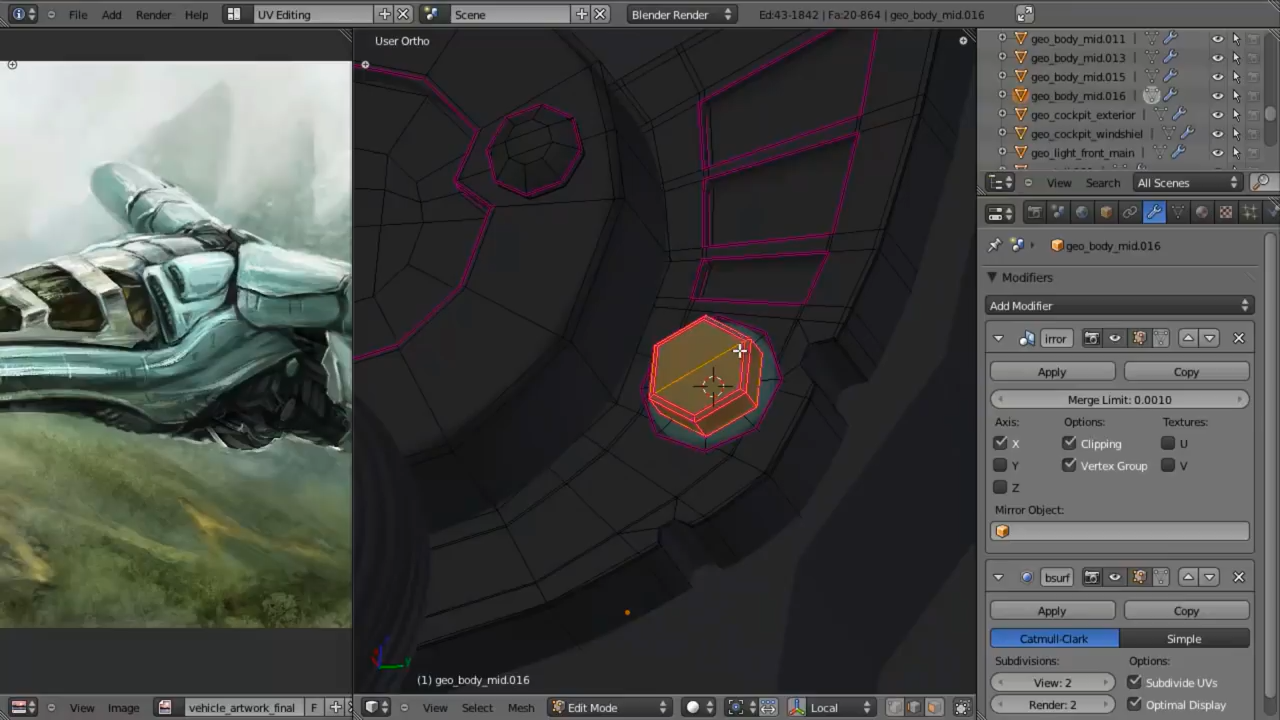 File Add Render Help UV Editing Scene Blender Render Ed:43-1842 | Fa:20-864 | geo_body_mid.016
User Ortho
geo_body_mid.011
geo_body_mid.013
geo_body_mid.015
geo_body_mid.016
geo_cockpit_exterior
geo_cockpit_windshiel
geo_light_front_main
View Search All Scenes
geo_body_mid.016
Modifiers
Add Modifier
irror
Apply Copy
Merge Limit: 0.0010
Axis: Options: Textures:
X Clipping U
Y Vertex Group V
Z
Mirror Object:
bsurf
Apply Copy
Catmull-Clark Simple
Subdivisions: Options:
View: 2 Subdivide UVs
Render: 2 Optimal Display
(1) geo_body_mid.016
View Image vehicle_artwork_final F View Select Mesh Edit Mode Local